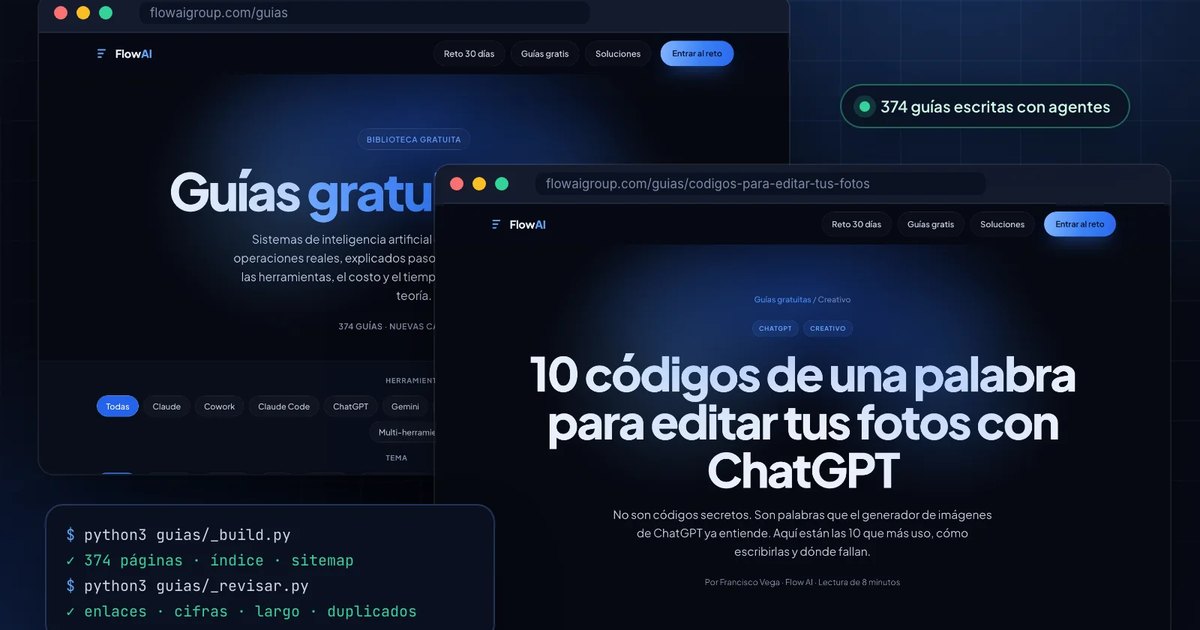 flowaigroup.com/guias
FlowAI
Reto 30 días
Guías gratis
Soluciones
Entrar al reto
BIBLIOTECA GRATUITA
Guías gratu
Sistemas de inteligencia artificial
operaciones reales, explicados paso
las herramientas, el costo y el tiemp
teoría.
374 GUÍAS · NUEVAS CA
HERRAMIENT
Todas
Claude
Cowork
Claude Code
ChatGPT
Gemini
Multi-herramie
TEMA
374 guías escritas con agentes
flowaigroup.com/guias/codigos-para-editar-tus-fotos
FlowAI
Reto 30 días
Guías gratis
Soluciones
Entrar al reto
Guías gratuitas / Creativo
CHATGPT
CREATIVO
10 códigos de una palabra
para editar tus fotos con
ChatGPT
No son códigos secretos. Son palabras que el generador de imágenes
de ChatGPT ya entiende. Aquí están las 10 que más uso, cómo
escribirlas y dónde fallan.
Por Francisco Vega · Flow AI · Lectura de 8 minutos
$ python3 guias/_build.py
✓ 374 páginas · índice · sitemap
$ python3 guias/_revisar.py
✓ enlaces · cifras · largo · duplicados